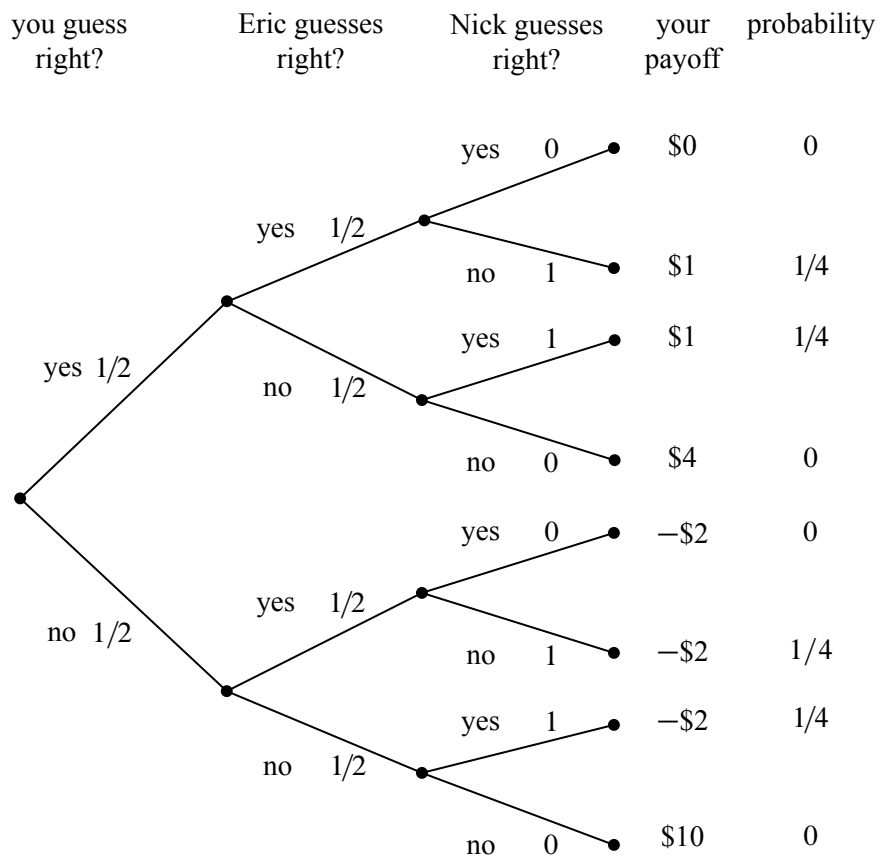 you guess right?
Eric guesses right?
Nick guesses right?
your payoff
probability
yes 0 $0 0
yes 1/2
no 1 $1 1/4
yes 1 $1 1/4
yes 1/2
no 1/2
no 0 $4 0
yes 0 −$2 0
yes 1/2
no 1/2
no 1 −$2 1/4
yes 1 −$2 1/4
no 1/2
no 0 $10 0